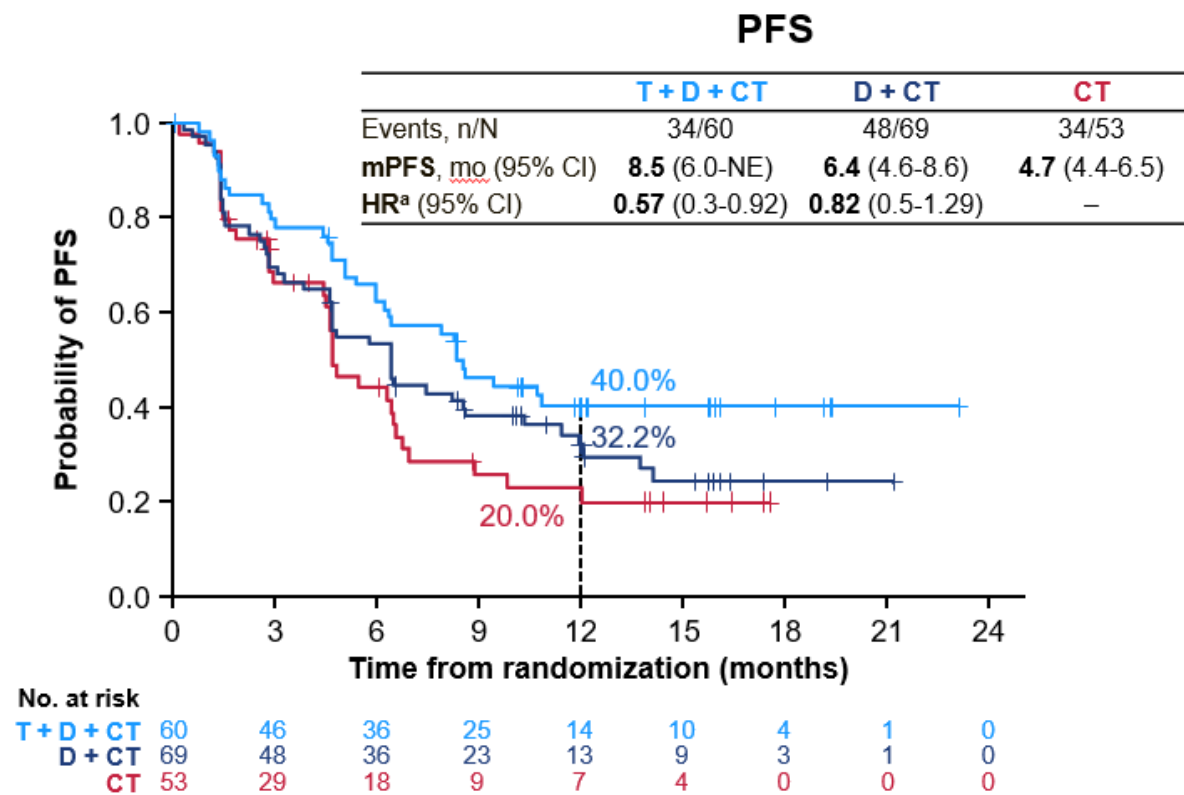 PFS
T + D + CT D + CT CT
Events, n/N 34/60 48/69 34/53
mPFS, mo (95% CI) 8.5 (6.0-NE) 6.4 (4.6-8.6) 4.7 (4.4-6.5)
HRᵃ (95% CI) 0.57 (0.3-0.92) 0.82 (0.5-1.29) –
Probability of PFS
1.0
0.8
0.6
0.4
0.2
0.0
40.0%
32.2%
20.0%
0 3 6 9 12 15 18 21 24
Time from randomization (months)
No. at risk
T + D + CT 60 46 36 25 14 10 4 1 0
D + CT 69 48 36 23 13 9 3 1 0
CT 53 29 18 9 7 4 0 0 0